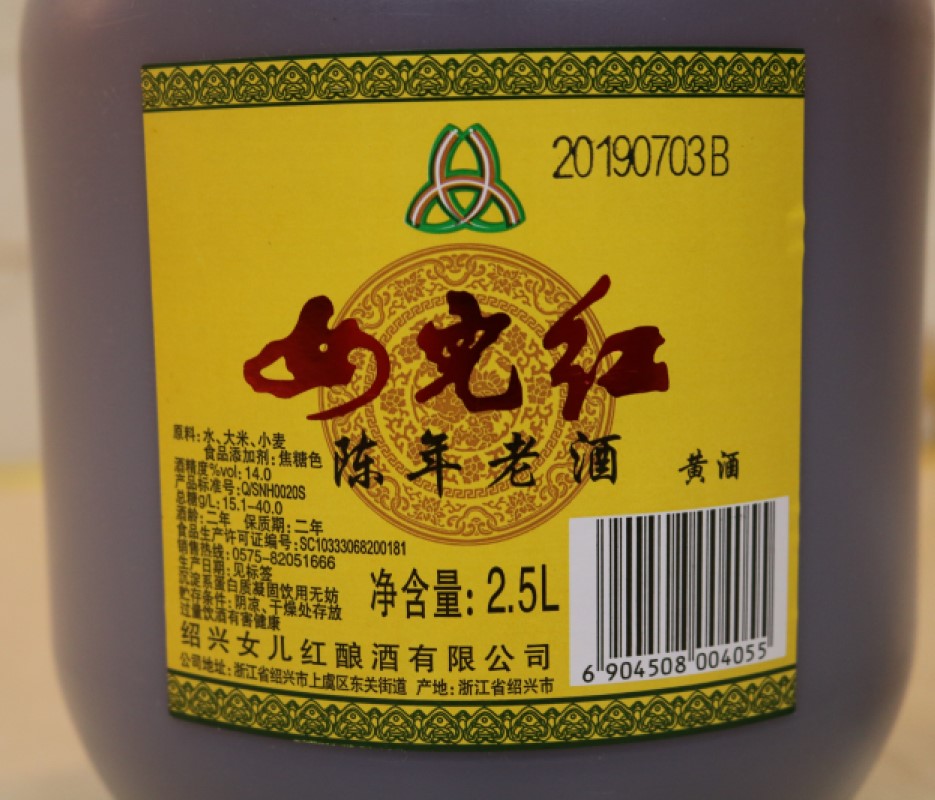 20190703B
女儿红
陈年老酒 黄酒
原料:水、大米、小麦
食品添加剂:焦糖色
酒精度%vol:14.0
产品标准号:Q/SNH0020S
总糖g/L:15.1-40.0
酒龄:二年 保质期:二年
食品生产许可证编号:SC10333068200181
销售热线:0575-82051666
生产日期:见标签
沉淀系蛋白质凝固饮用无妨
贮存条件:阴凉、干燥处存放
过量饮酒有害健康
净含量:2.5L
绍兴女儿红酿酒有限公司
公司地址:浙江省绍兴市上虞区东关街道 产地:浙江省绍兴市
6 904508 004055